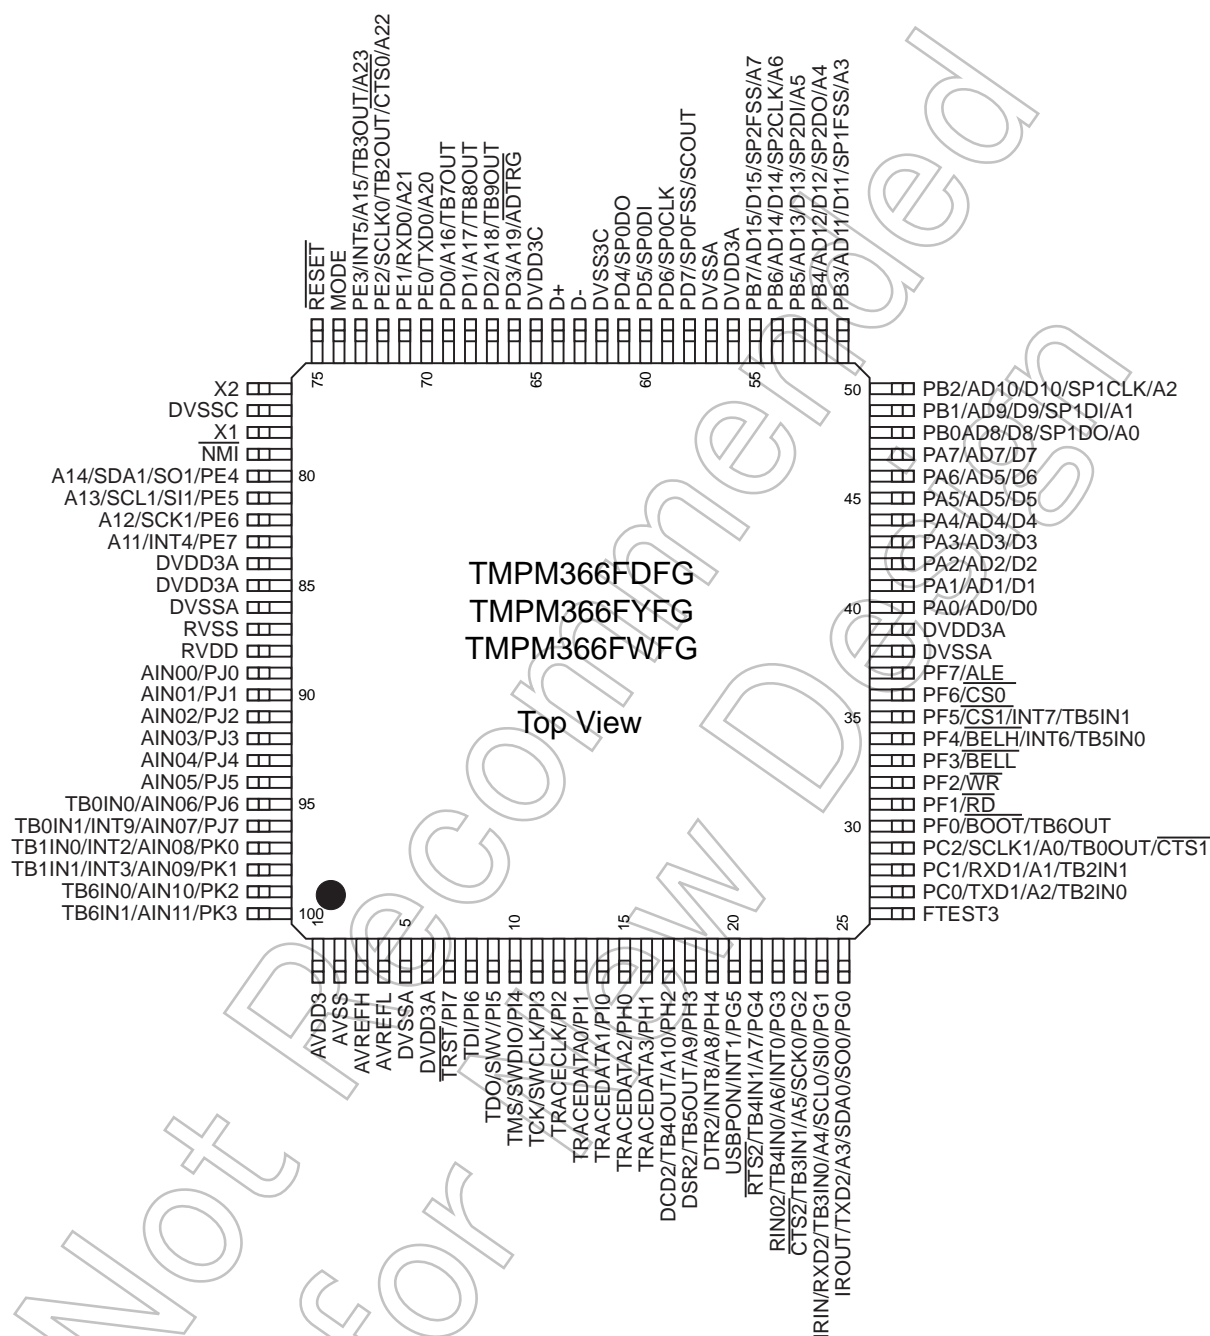 RESET
MODE
PE3/INT5/A15/TB3OUT/A23
PE2/SCLK0/TB2OUT/CTS0/A22
PE1/RXD0/A21
PE0/TXD0/A20
PD0/A16/TB7OUT
PD1/A17/TB8OUT
PD2/A18/TB9OUT
PD3/A19/ADTRG
DVDD3C
D+
D-
DVSS3C
PD4/SP0DO
PD5/SP0DI
PD6/SP0CLK
PD7/SP0FSS/SCOUT
DVSSA
DVDD3A
PB7/AD15/D15/SP2FSS/A7
PB6/AD14/D14/SP2CLK/A6
PB5/AD13/D13/SP2DI/A5
PB4/AD12/D12/SP2DO/A4
PB3/AD11/D11/SP1FSS/A3
75
70
65
60
55
X2
DVSSC
X1
NMI
A14/SDA1/SO1/PE4
A13/SCL1/SI1/PE5
A12/SCK1/PE6
A11/INT4/PE7
DVDD3A
DVDD3A
DVSSA
RVSS
RVDD
AIN00/PJ0
AIN01/PJ1
AIN02/PJ2
AIN03/PJ3
AIN04/PJ4
AIN05/PJ5
TB0IN0/AIN06/PJ6
TB0IN1/INT9/AIN07/PJ7
TB1IN0/INT2/AIN08/PK0
TB1IN1/INT3/AIN09/PK1
TB6IN0/AIN10/PK2
TB6IN1/AIN11/PK3
80
85
90
95
100
TMPM366FDFG
TMPM366FYFG
TMPM366FWFG
Top View
50
45
40
35
30
PB2/AD10/D10/SP1CLK/A2
PB1/AD9/D9/SP1DI/A1
PB0AD8/D8/SP1DO/A0
PA7/AD7/D7
PA6/AD5/D6
PA5/AD5/D5
PA4/AD4/D4
PA3/AD3/D3
PA2/AD2/D2
PA1/AD1/D1
PA0/AD0/D0
DVDD3A
DVSSA
PF7/ALE
PF6/CS0
PF5/CS1/INT7/TB5IN1
PF4/BELH/INT6/TB5IN0
PF3/BELL
PF2/WR
PF1/RD
PF0/BOOT/TB6OUT
PC2/SCLK1/A0/TB0OUT/CTS1
PC1/RXD1/A1/TB2IN1
PC0/TXD1/A2/TB2IN0
FTEST3
1
5
10
15
20
25
AVDD3
AVSS
AVREFH
AVREFL
DVSSA
DVDD3A
TRST/PI7
TDI/PI6
TDO/SWV/PI5
TMS/SWDIO/PI4
TCK/SWCLK/PI3
TRACECLK/PI2
TRACEDATA0/PI1
TRACEDATA1/PI0
TRACEDATA2/PH0
TRACEDATA3/PH1
DCD2/TB4OUT/A10/PH2
DSR2/TB5OUT/A9/PH3
DTR2/INT8/A8/PH4
USBPON/INT1/PG5
RTS2/TB4IN1/A7/PG4
RIN02/TB4IN0/A6/INT0/PG3
CTS2/TB3IN1/A5/SCK0/PG2
IRIN/RXD2/TB3IN0/A4/SCL0/SI0/PG1
IROUT/TXD2/A3/SDA0/SO0/PG0
Not Recommended
for New Design